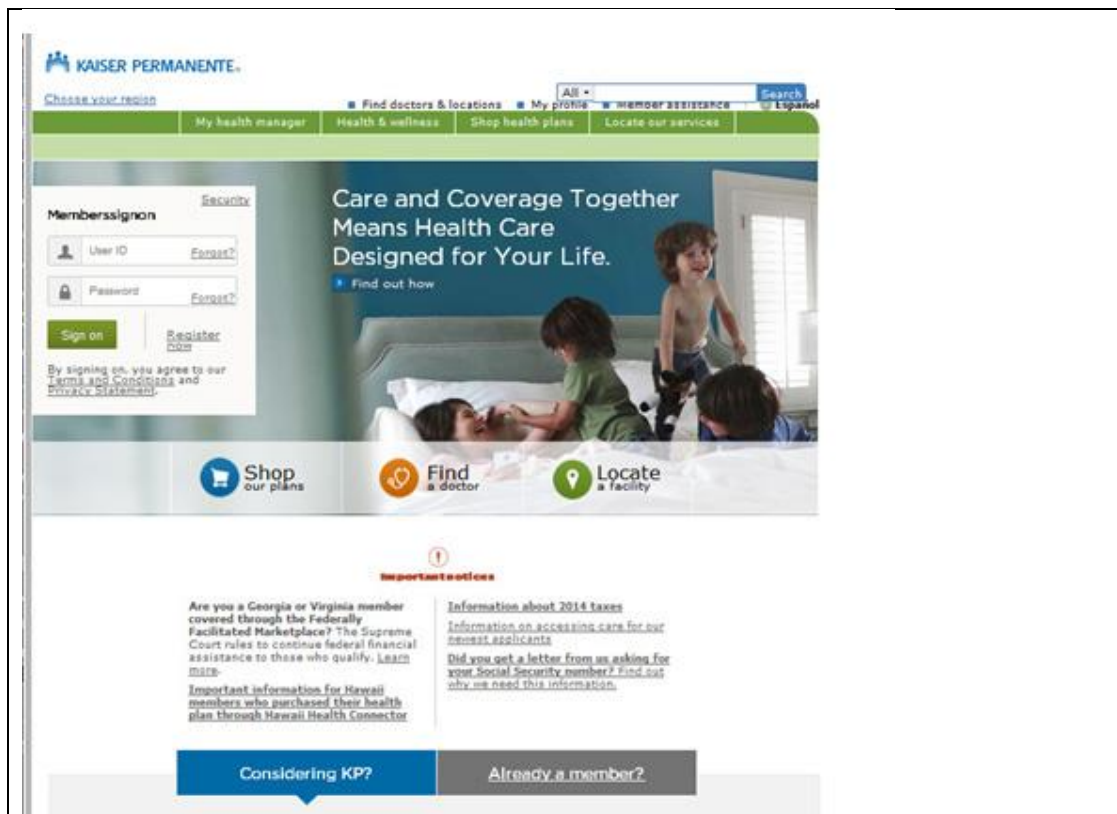 KAISER PERMANENTE®
Choose your region
All
Search
Find doctors & locations
My profile
Member assistance
Español
My health manager
Health & wellness
Shop health plans
Locate our services
Security
Memberssignon
User ID
Forgot?
Password
Forgot?
Sign on
Register
now
By signing on, you agree to our
Terms and Conditions and
Privacy Statement.
Care and Coverage Together
Means Health Care
Designed for Your Life.
Find out how
Shop
our plans
Find
a doctor
Locate
a facility
Important notices
Are you a Georgia or Virginia member
covered through the Federally
Facilitated Marketplace? The Supreme
Court rules to continue federal financial
assistance to those who qualify. Learn
more.
Important information for Hawaii
members who purchased their health
plan through Hawaii Health Connector
Information about 2014 taxes
Information on accessing care for our
newest applicants
Did you get a letter from us asking for
your Social Security number? Find out
why we need this information.
Considering KP?
Already a member?